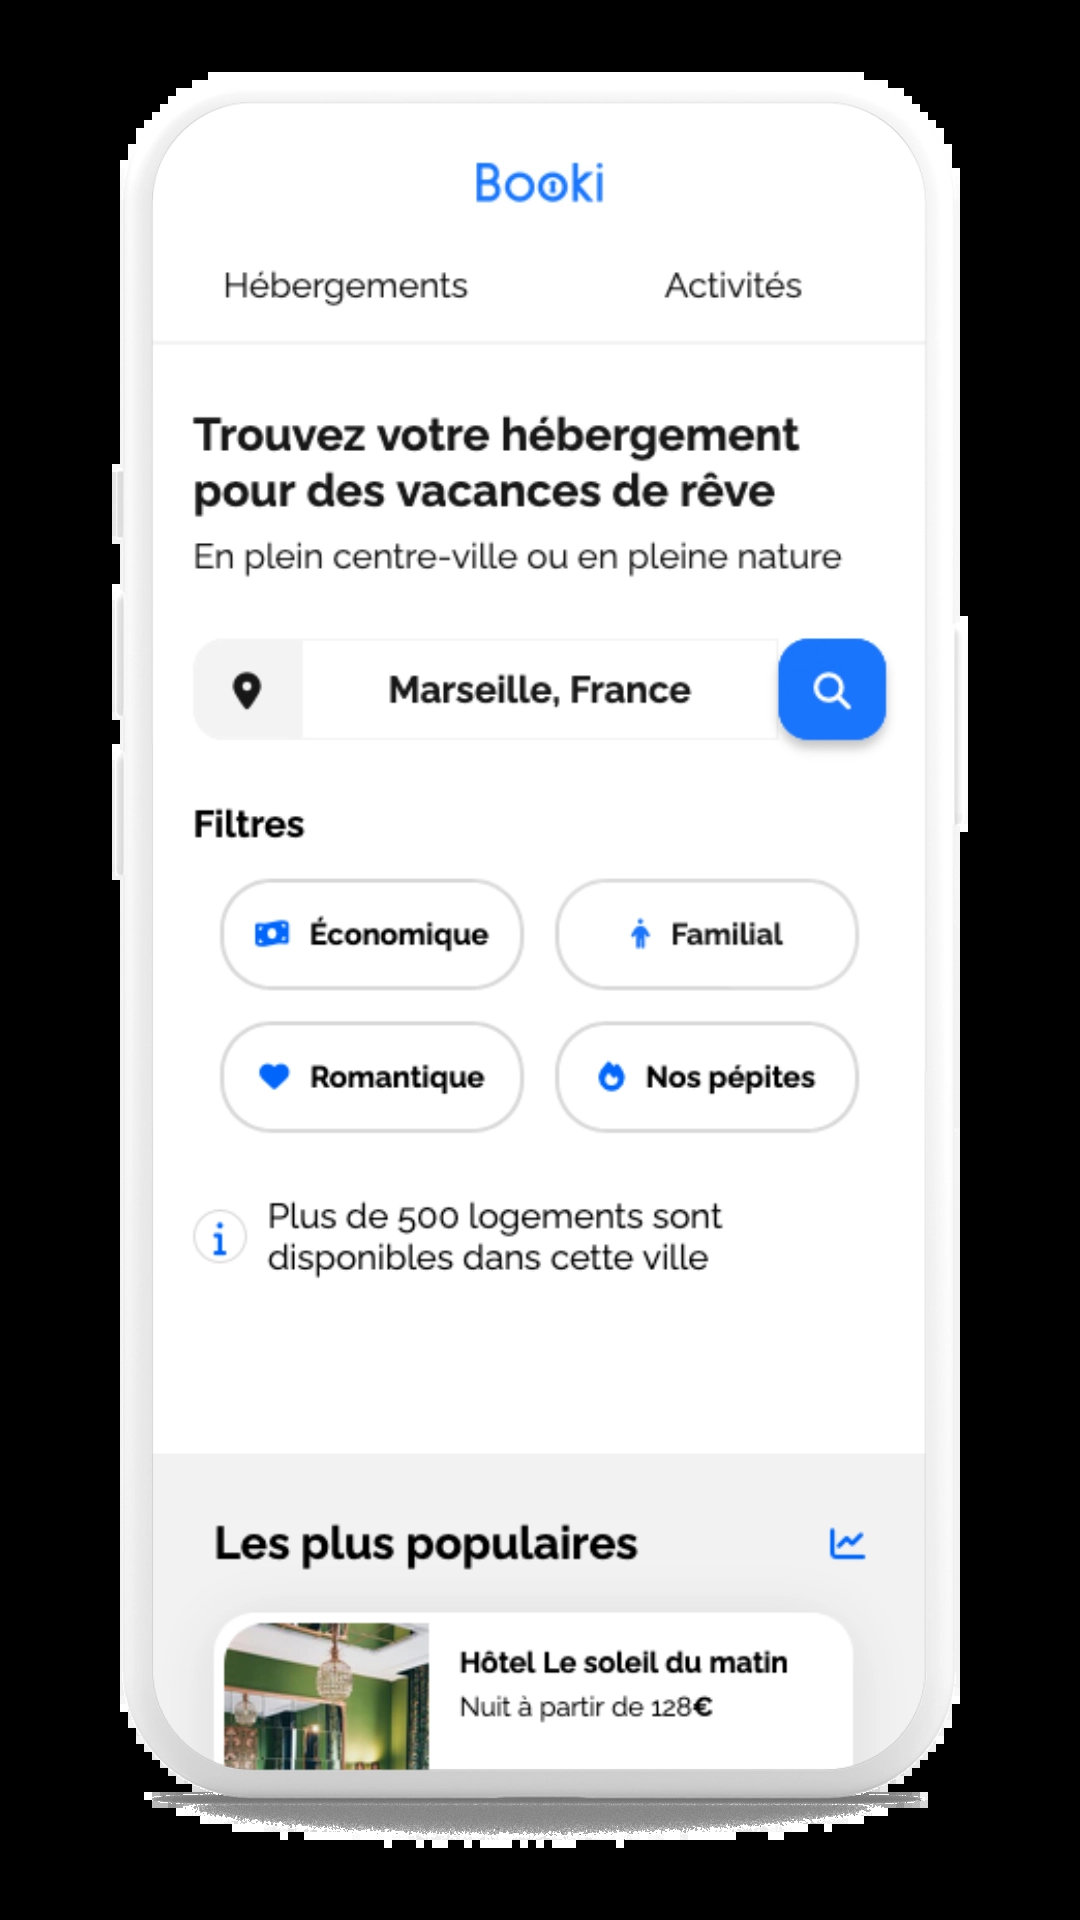 Booki
Hébergements
Activités
Trouvez votre hébergement
pour des vacances de rêve
En plein centre-ville ou en pleine nature
Marseille, France
Filtres
Économique
Familial
Romantique
Nos pépites
Plus de 500 logements sont
disponibles dans cette ville
Les plus populaires
Hôtel Le soleil du matin
Nuit à partir de 128€